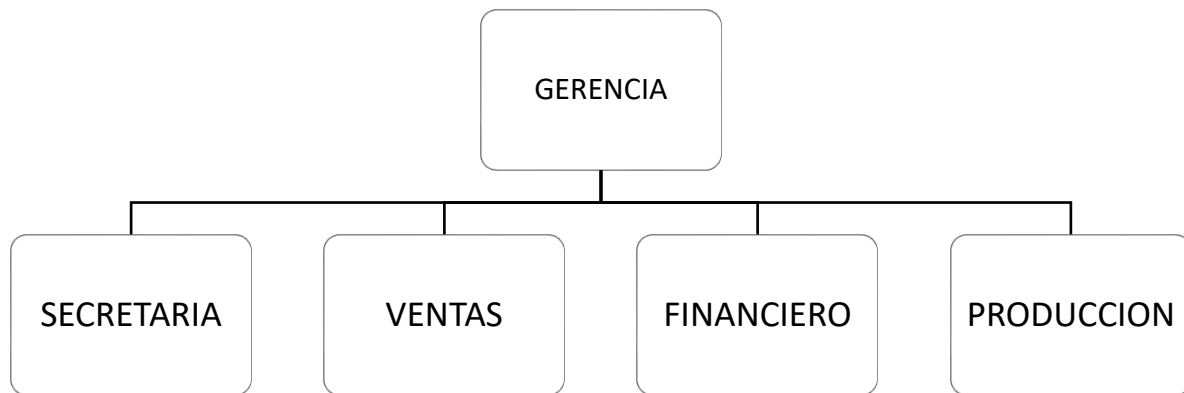 GERENCIA
SECRETARIA
VENTAS
FINANCIERO
PRODUCCION